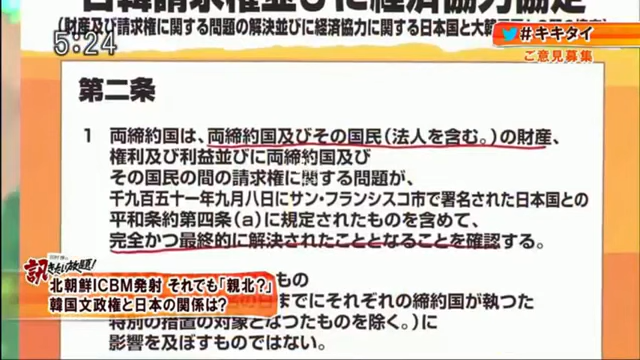 日韓請求権並びに経済協力協定
(財産及び請求権に関する問題の解決並びに経済協力に関する日本国と大韓民国との間の協定)
5:24
#キキタイ
ご意見募集
第二条
1 両締約国は、両締約国及びその国民(法人を含む。)の財産、
権利及び利益並びに両締約国及び
その国民の間の請求権に関する問題が、
千九百五十一年九月八日にサン・フランシスコ市で署名された日本国との
平和条約第四条(a)に規定されたものを含めて、
完全かつ最終的に解決されたこととなることを確認する。
訊きたい放題!
北朝鮮ICBM発射 それでも「親北?」
韓国文政権と日本の関係は?
もの
日までにそれぞれの締約国が執つた
特別の措置の対象となつたものを除く。)に
影響を及ぼすものではない。